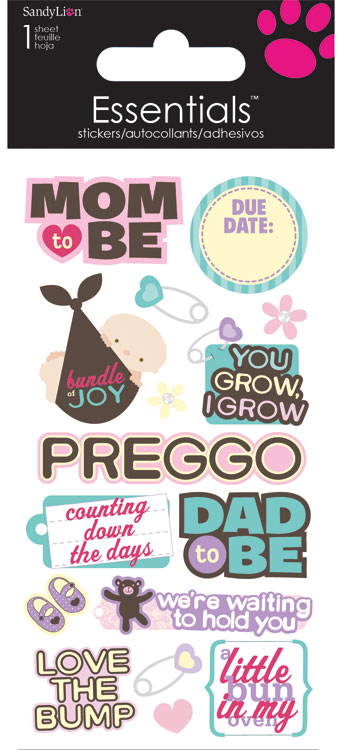 SandyLion
1 sheet
feuille
hoja
Essentials™
stickers/autocollants/adhesivos
MOM
to BE
DUE
DATE:
bundle
of
JOY
YOU
GROW,
I GROW
PREGGO
counting
down
the days
DAD
to BE
we're waiting
to hold you
LOVE
THE
BUMP
a
little
bun
in my
oven